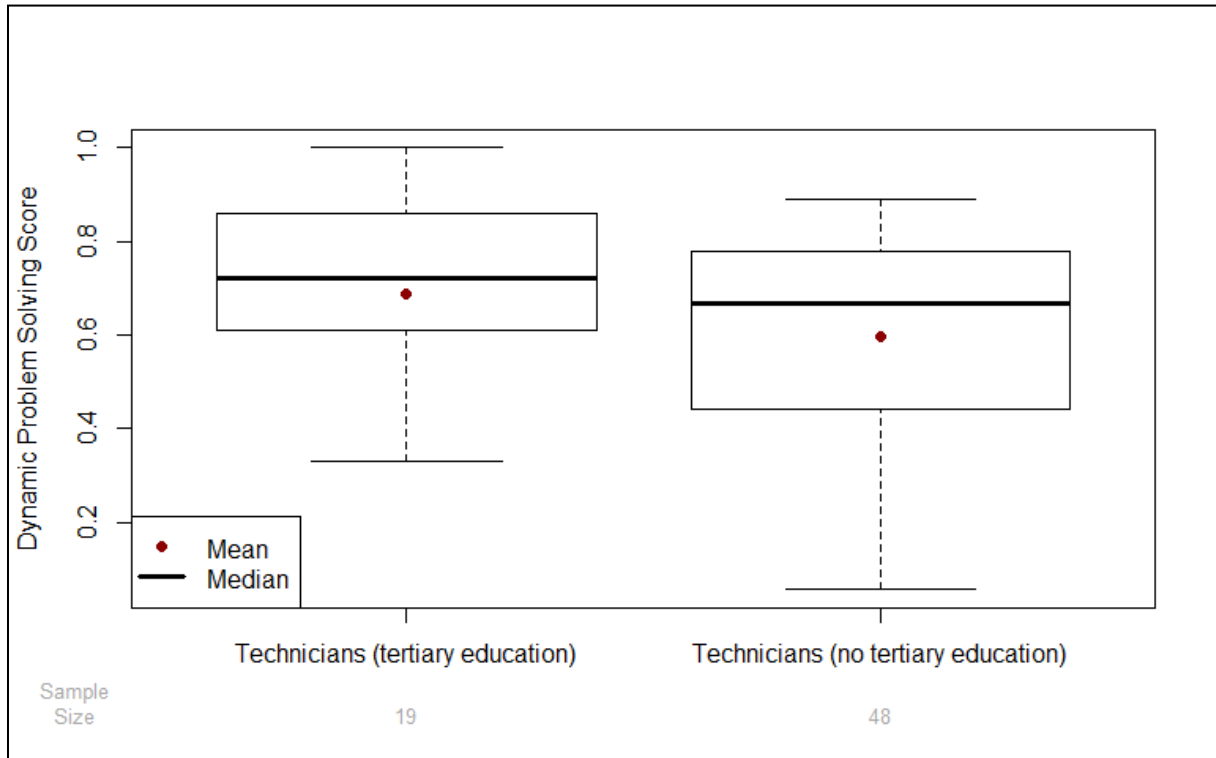 Dynamic Problem Solving Score
1.0
0.8
0.6
0.4
0.2
Mean
Median
Technicians (tertiary education)
Technicians (no tertiary education)
Sample
Size
19
48